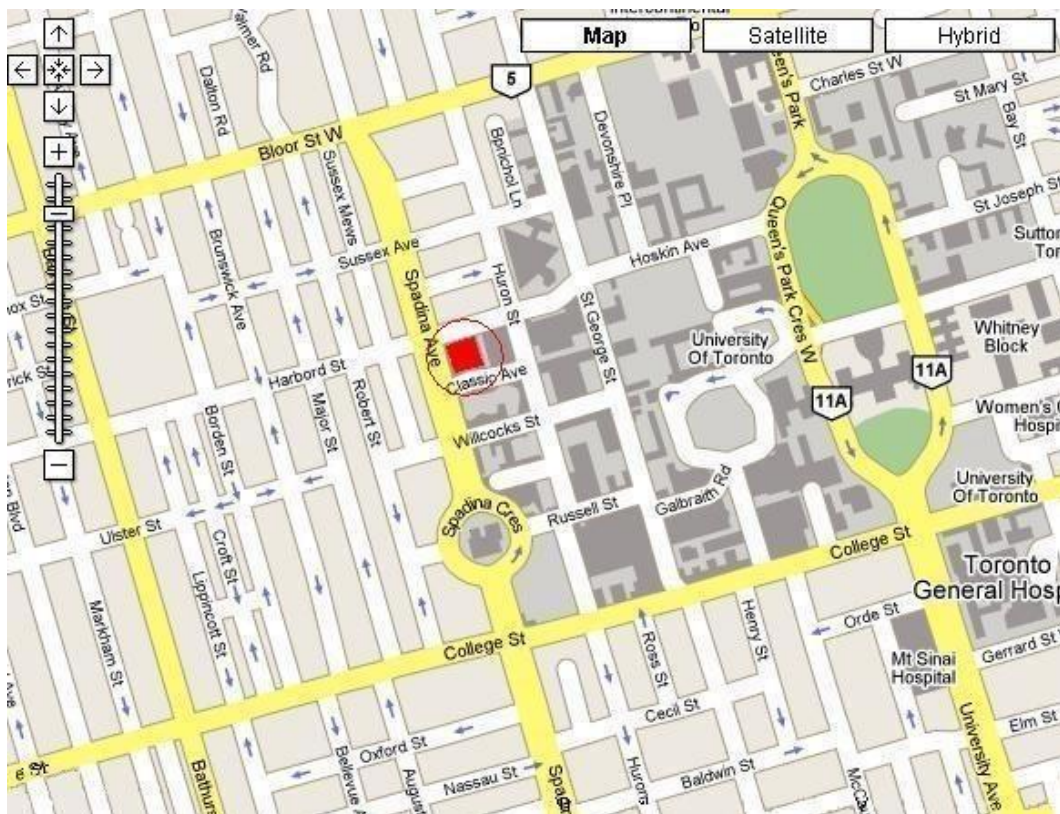 Intercontinental
Map
Satellite
Hybrid
5
Palmer Rd
Dalton Rd
Bloor St W
Sussex Mews
Bpnichol Ln
Devonshire Pl
Queen's Park
Charles St W
St Mary St
Bay St
St Joseph St
Brunswick Ave
Sussex Ave
Spadina Ave
Huron St
Hoskin Ave
Queen's Park Cres W
St George St
University
Of Toronto
Whitney
Block
11A
11A
Classic Ave
Harbord St
Major St
Robert St
Borden St
Willcocks St
Women's
University
Of Toronto
Ulster St
Spadina Cres
Russell St
Galbraith Rd
College St
Croft St
Lippincott St
Markham St
Toronto
General
College St
Ross St
Henry St
Orde St
Mt Sinai
Hospital
Gerrard St
Cecil St
Elm St
University Ave
Oxford St
Nassau St
Baldwin St
Bellevue